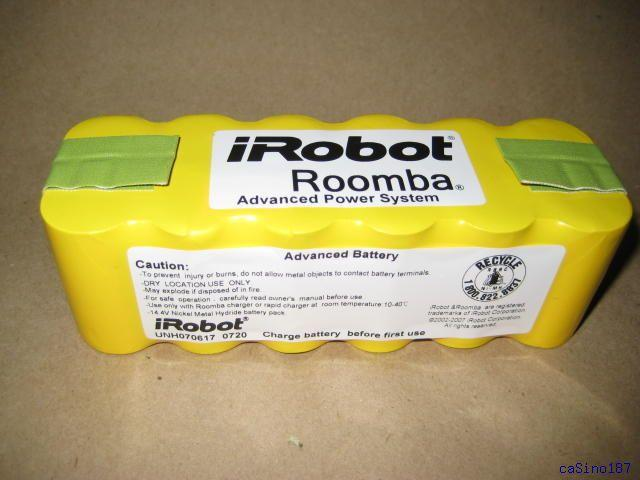 iRobot
Roomba®
Advanced Power System
Advanced Battery
Caution:
-To prevent injury or burns, do not allow metal objects to contact battery terminals.
-DRY LOCATION USE ONLY
-May explode if disposed of in fire.
-For safe operation, carefully read owner's manual before use.
-Use only with Roomba charger or rapid charger at room temperature:10-40℃
-14.4V Nickel Metal Hydride battery pack
iRobot®
UNH070617 0720
Charge battery before first use
RECYCLE
RBRC
1.800.822.8837
iRobot &Roomba are registered
trademarks of iRobot Corporation
©2002-2007 iRobot Corporation.
All rights reserved.
caSino187